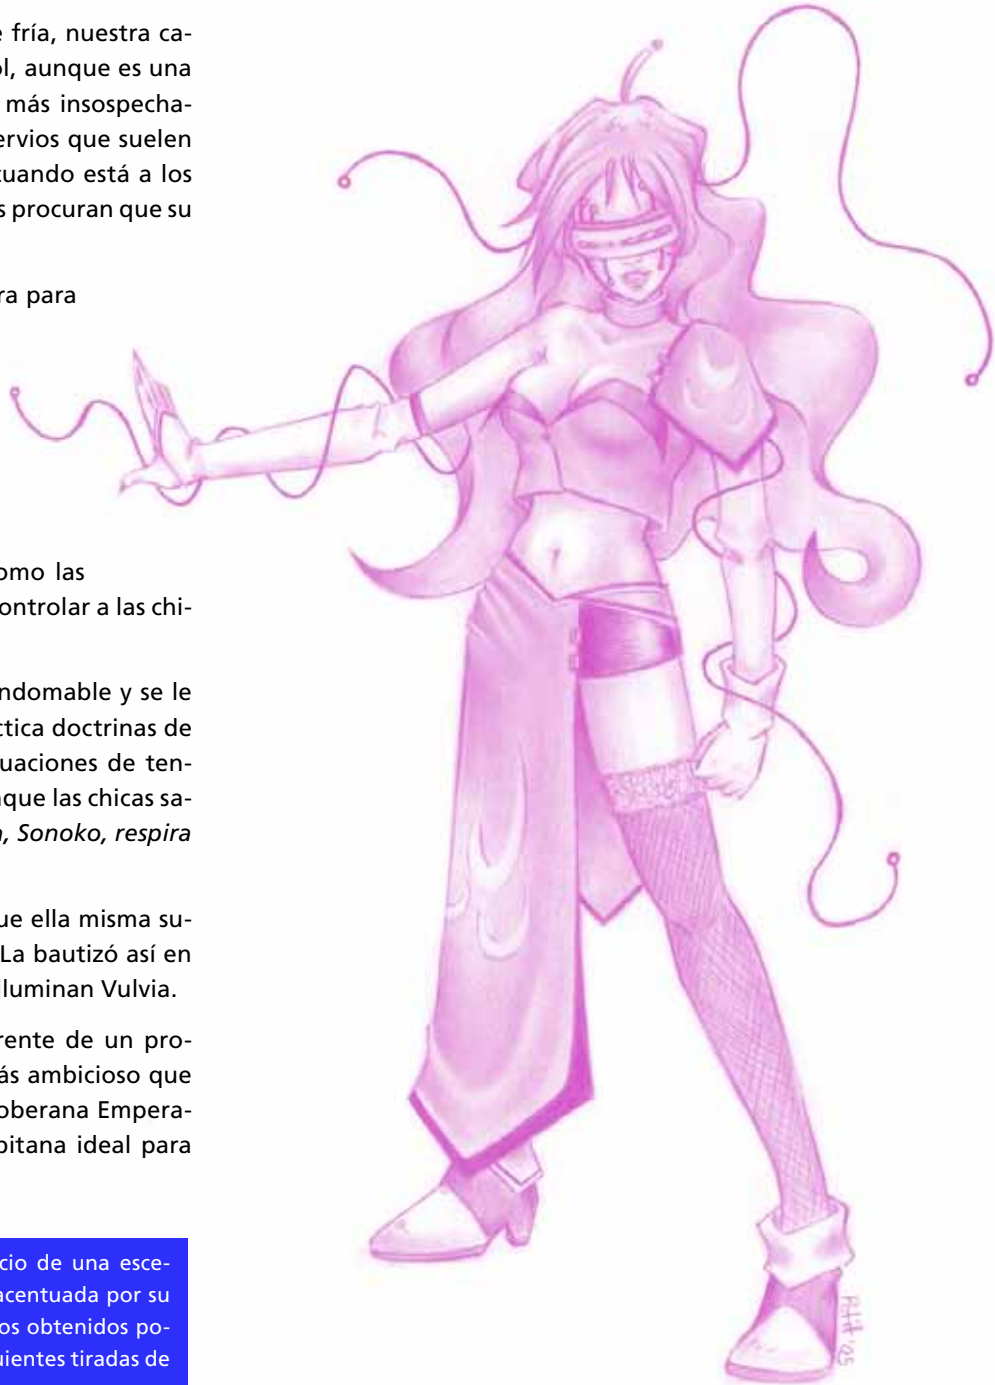 e fría, nuestra ca-
ol, aunque es una
más insospecha-
ervios que suelen
cuando está a los
s procuran que su
ra para
omo las
ontrolar a las chi-
ndomable y se le
ctica doctrinas de
uaciones de ten-
nque las chicas sa-
, Sonoko, respira
ue ella misma su-
La bautizó así en
iluminan Vulvia.
rente de un pro-
ás ambicioso que
oberana Empera-
pitana ideal para
cio de una esce-
acentuada por su
os obtenidos po-
uientes tiradas de